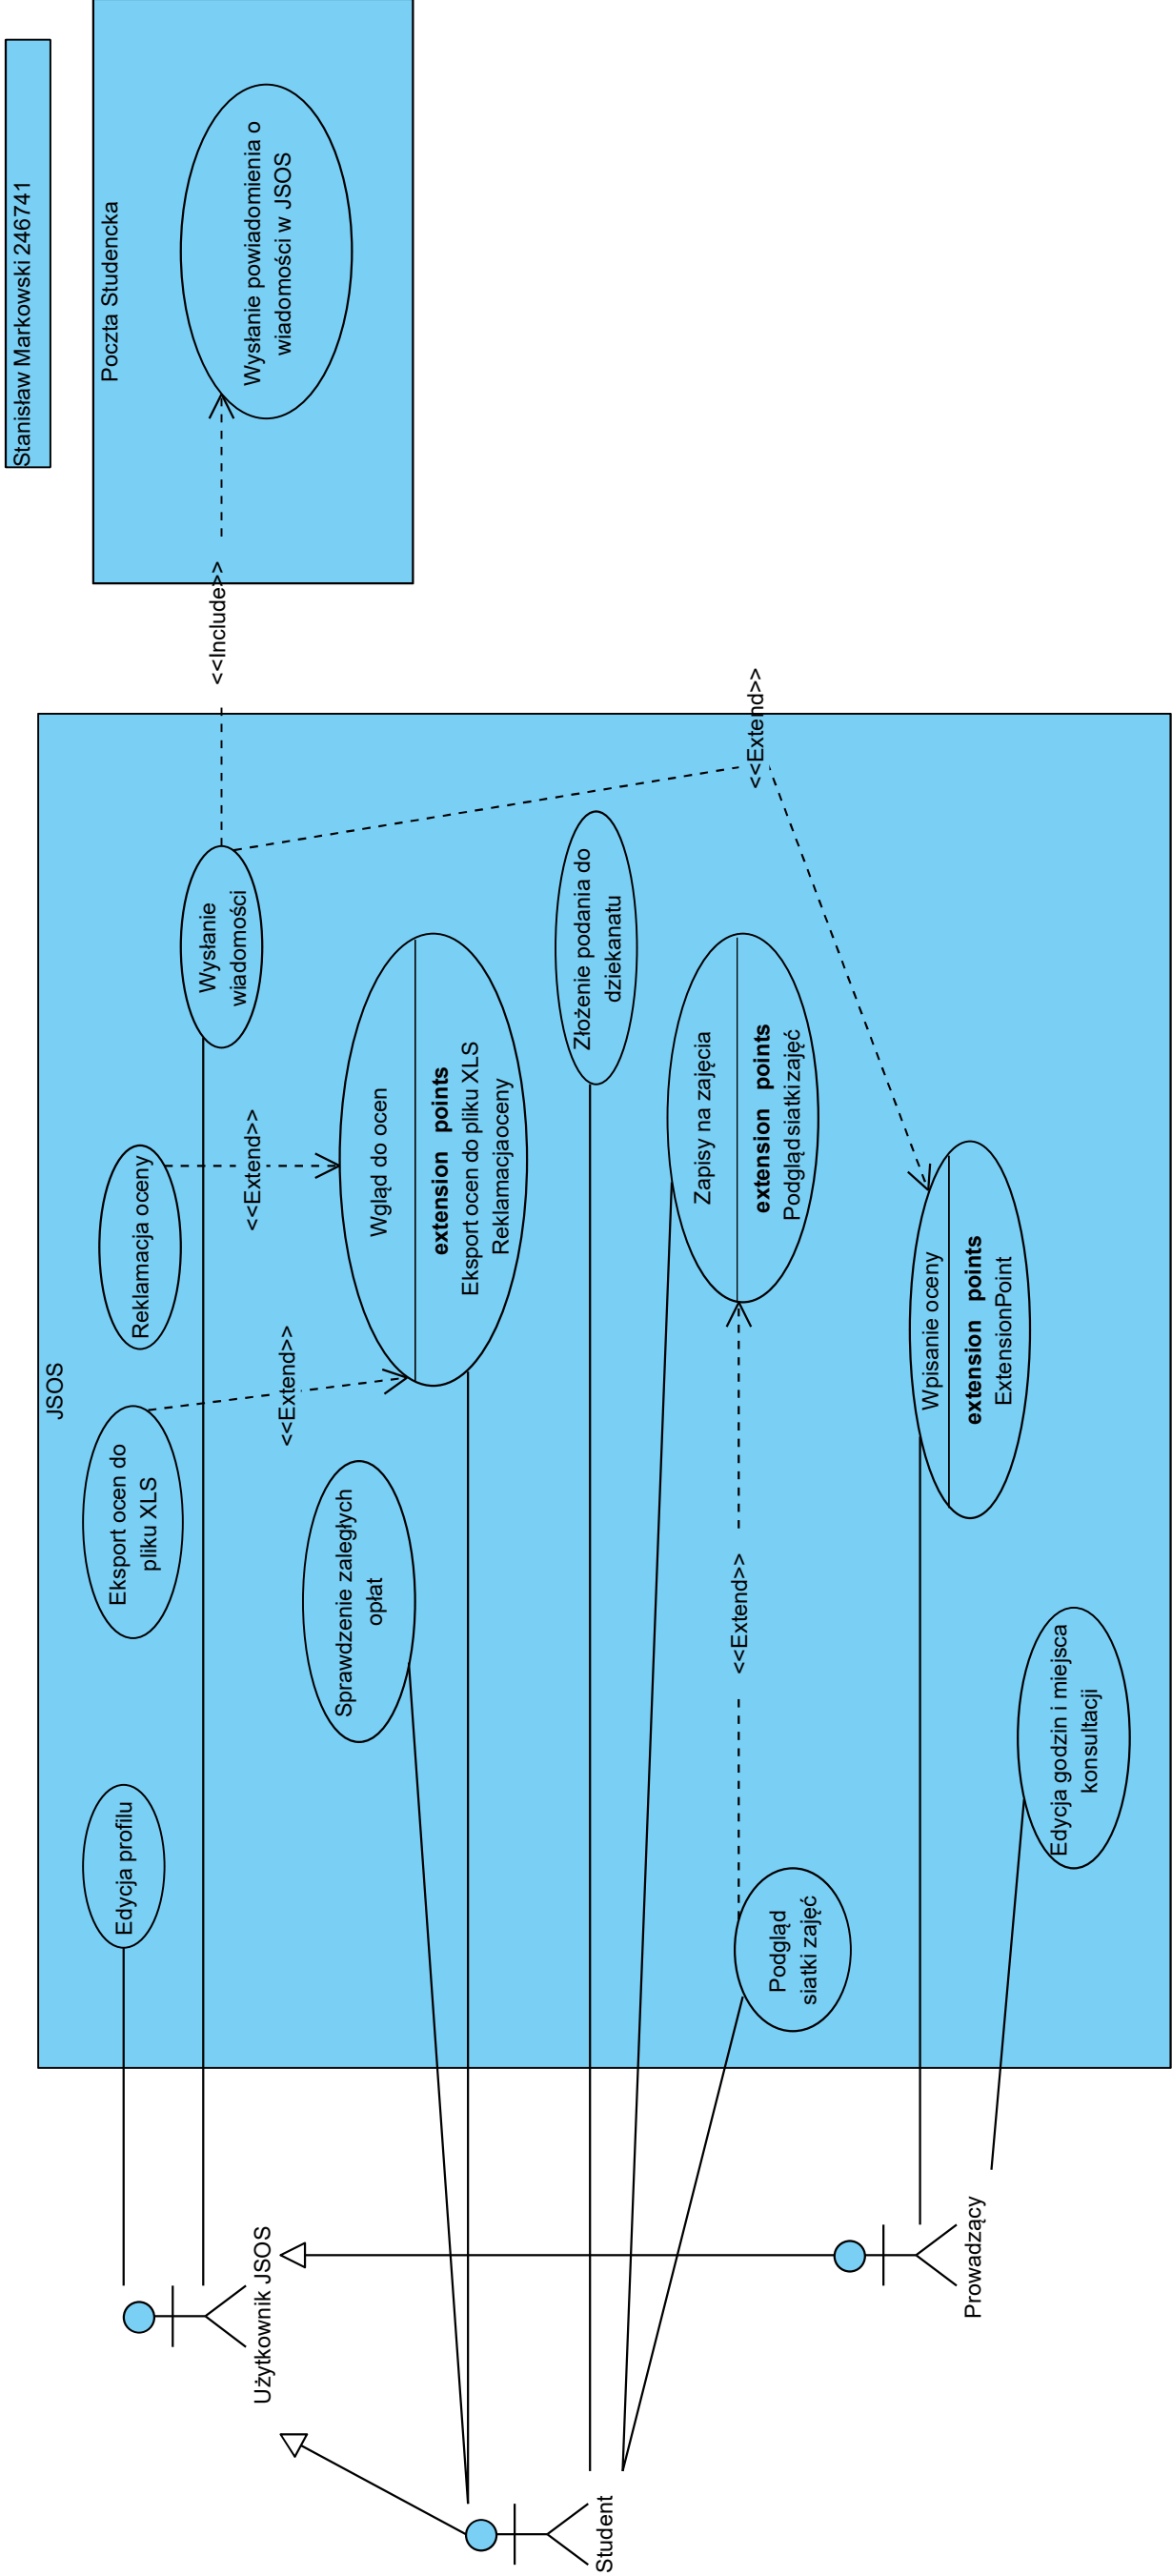 Stanisław Markowski 246741
Poczta Studencka
Wysłanie powiadomienia o
wiadomości w JSOS
<<Include>>
JSOS
Edycja profilu
Eksport ocen do
pliku XLS
Reklamacja oceny
Wysłanie
wiadomości
<<Extend>>
<<Extend>>
Użytkownik JSOS
Sprawdzenie zaległych
opłat
Wgląd do ocen
extension points
Eksport ocen do pliku XLS
Reklamacja oceny
Złożenie podania do
dziekanatu
Student
Zapisy na zajęcia
extension points
Podgląd siatki zajęć
<<Extend>>
<<Extend>>
Podgląd
siatki zajęć
Wpisanie oceny
extension points
ExtensionPoint
Prowadzący
Edycja godzin i miejsca
konsultacji